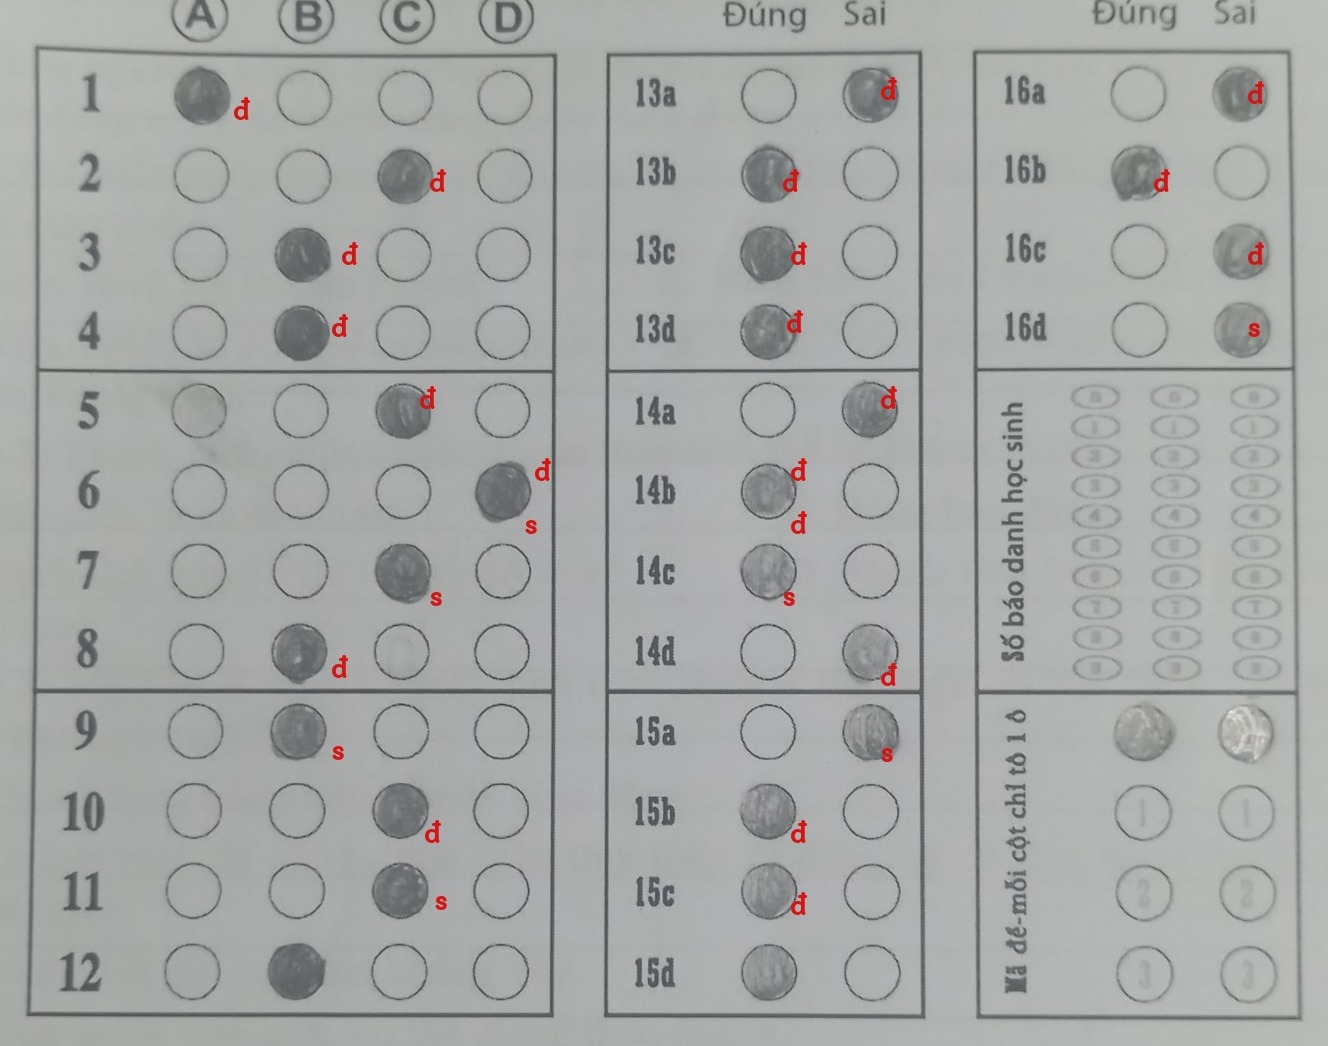 A B C D
1 đ
2 đ
3 đ
4 đ
5 đ
6 đ
s
7 s
8 đ
9 s
10 đ
11 s
12
Đúng Sai
13a đ
13b đ
13c đ
13d đ
14a đ
14b đ
đ
14c s
14d đ
15a s
15b đ
15c đ
15d
Đúng Sai
16a đ
16b đ
16c đ
16d s
Số báo danh học sinh
0 0 0
1 1 1
2 2 2
3 3 3
4 4 4
5 5 5
6 6 6
7 7 7
8 8 8
9 9 9
Mã đề-mỗi cột chỉ tô 1 ô
1 1
2 2
3 3